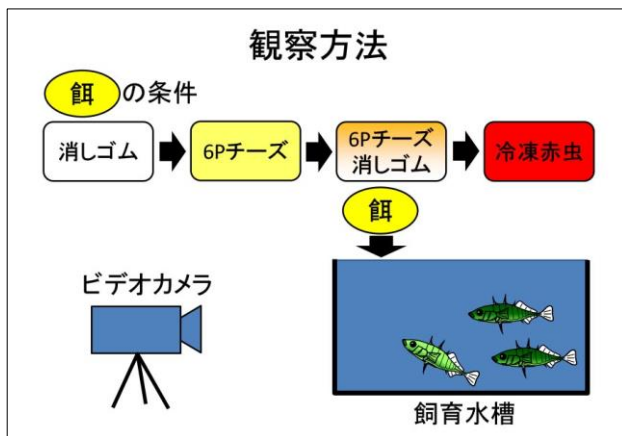 観察方法
餌の条件
消しゴム
6Pチーズ
6Pチーズ
消しゴム
冷凍赤虫
餌
ビデオカメラ
飼育水槽